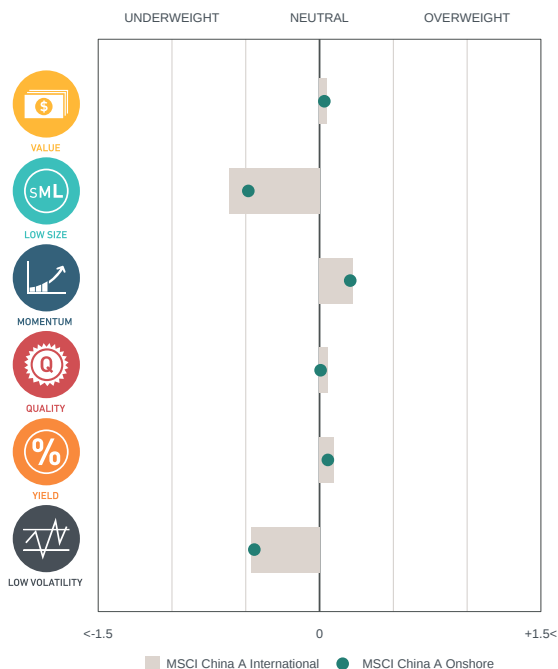 UNDERWEIGHT NEUTRAL OVERWEIGHT
$
VALUE
SML
LOW SIZE
MOMENTUM
Q
QUALITY
%
YIELD
LOW VOLATILITY
<-1.5 0 +1.5<
MSCI China A International MSCI China A Onshore